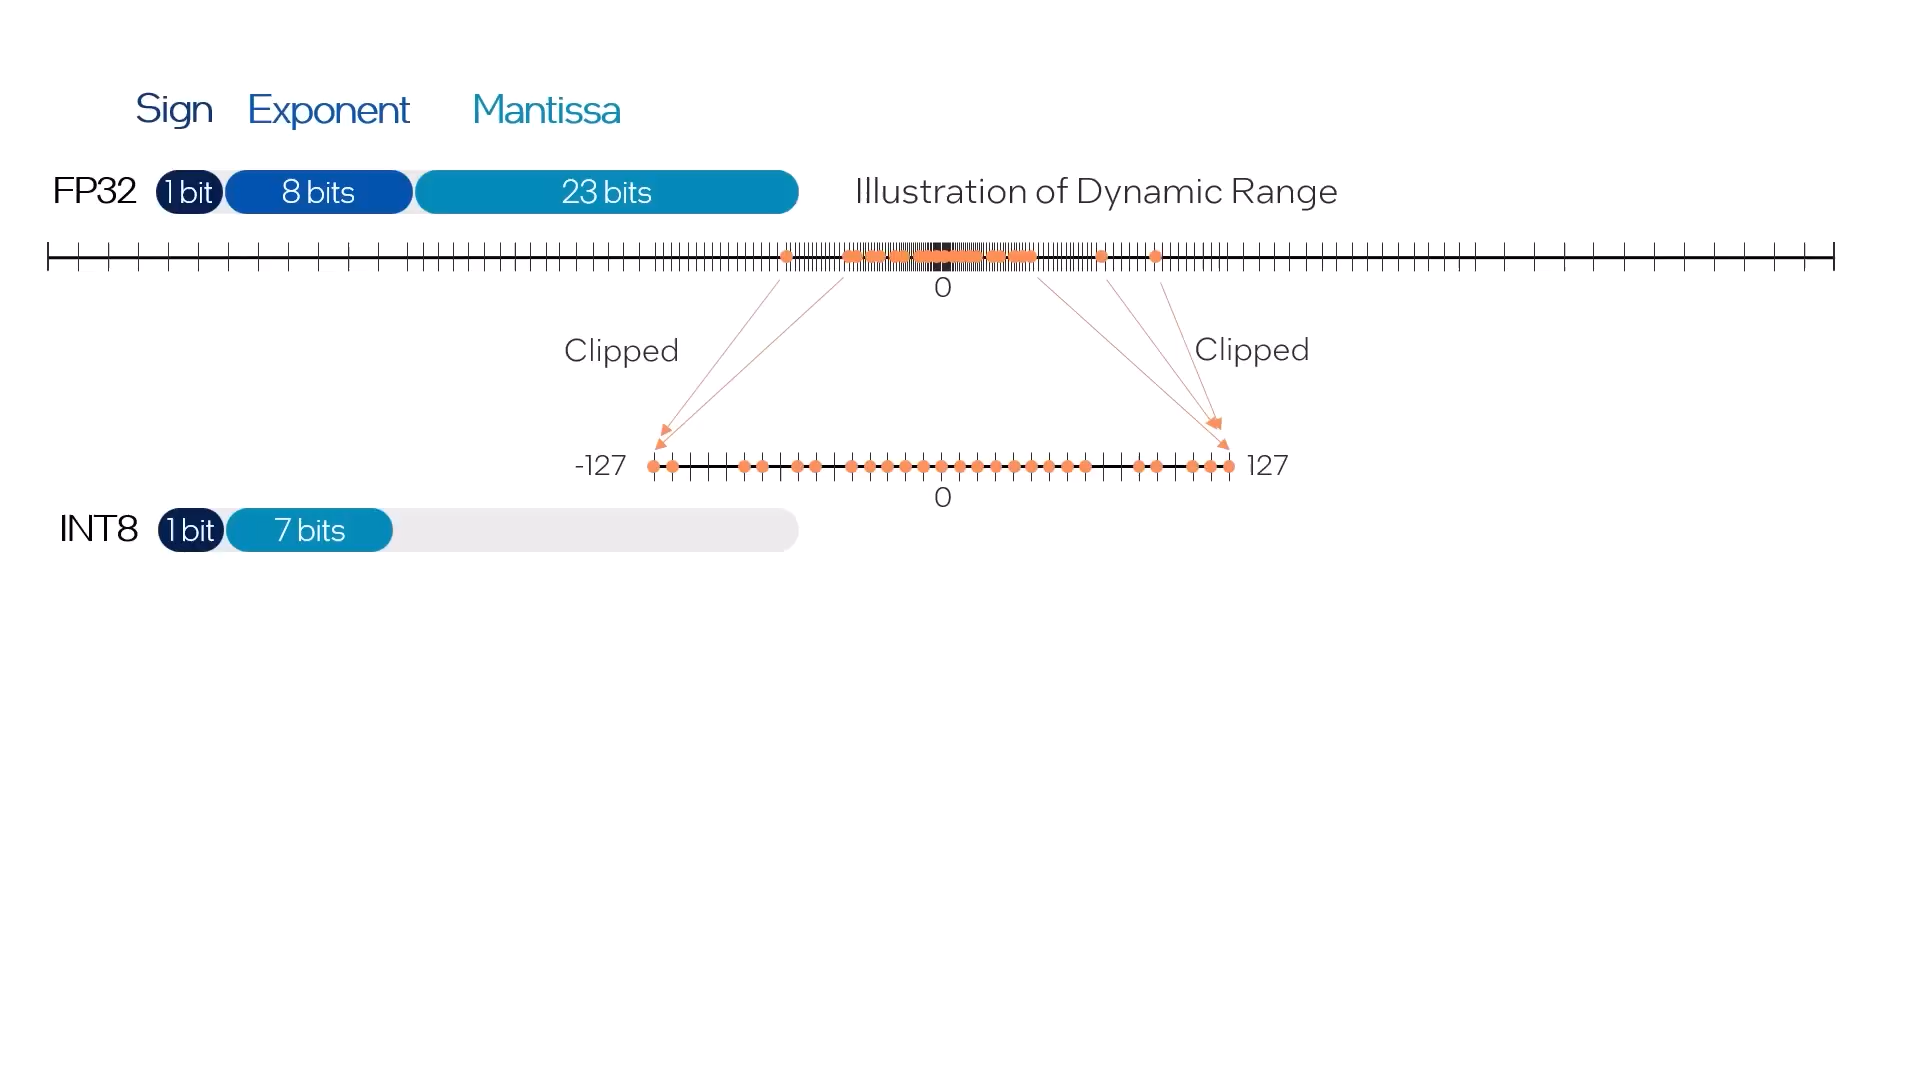 Sign Exponent Mantissa
FP32 1 bit 8 bits 23 bits Illustration of Dynamic Range
0
Clipped Clipped
-127 127
0
INT8 1 bit 7 bits